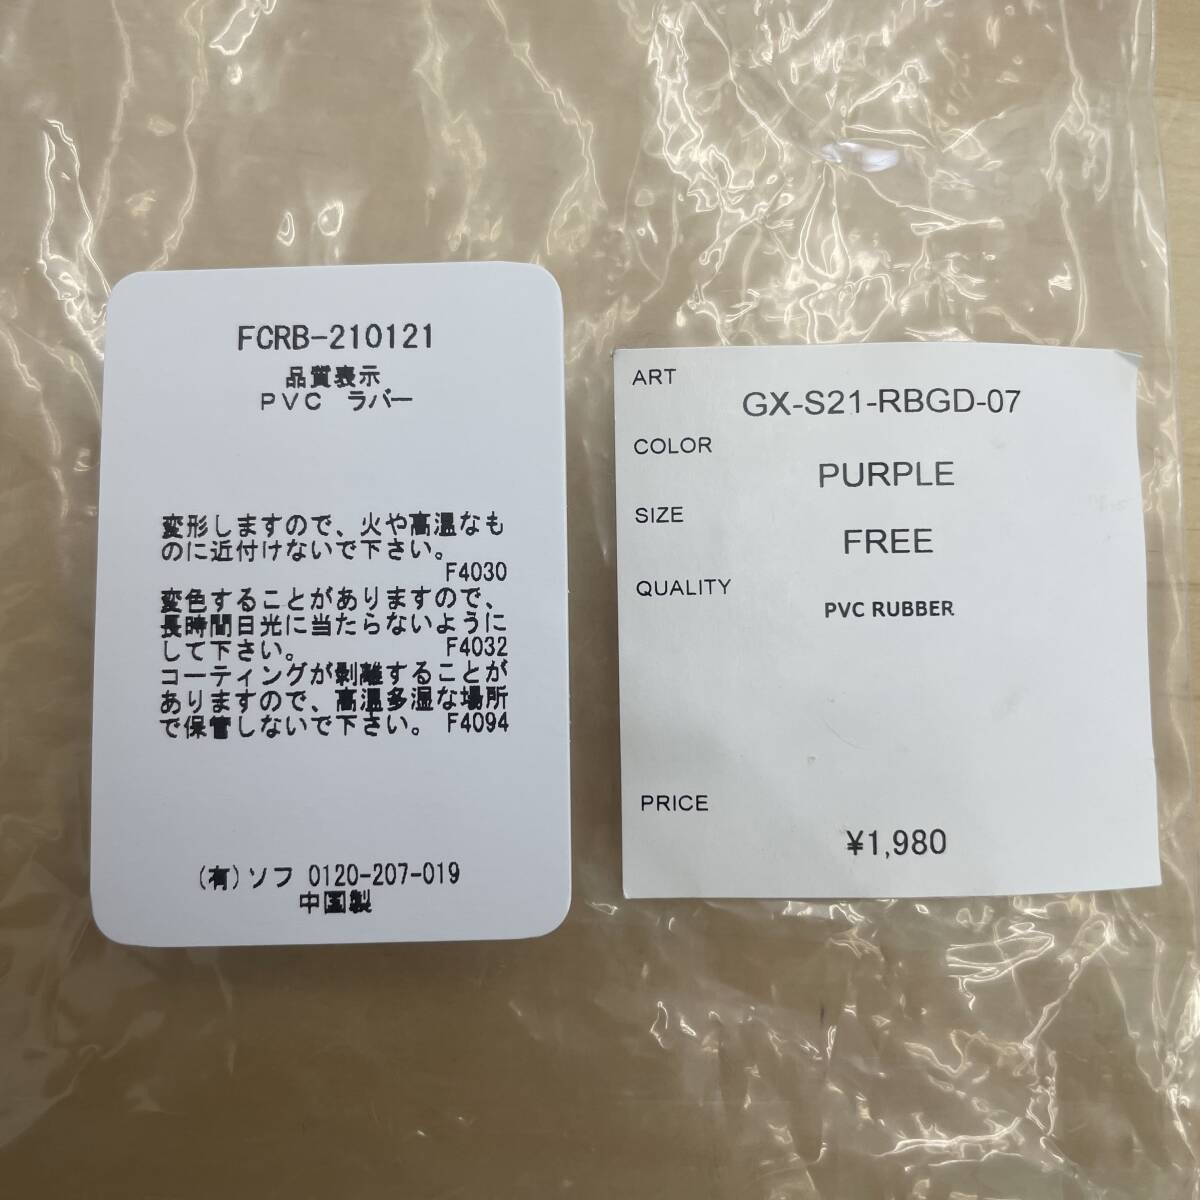 FCRB-210121
品質表示
PVC ラバー
変形しますので、火や高温なも
のに近付けないで下さい。
F4030
変色することがありますので、
長時間日光に当たらないように
して下さい。 F4032
コーティングが剥離することが
ありますので、高温多湿な場所
で保管しないで下さい。 F4094
(有)ソフ 0120-207-019
中国製
ART
GX-S21-RBGD-07
COLOR
PURPLE
SIZE
FREE
QUALITY
PVC RUBBER
PRICE
¥1,980